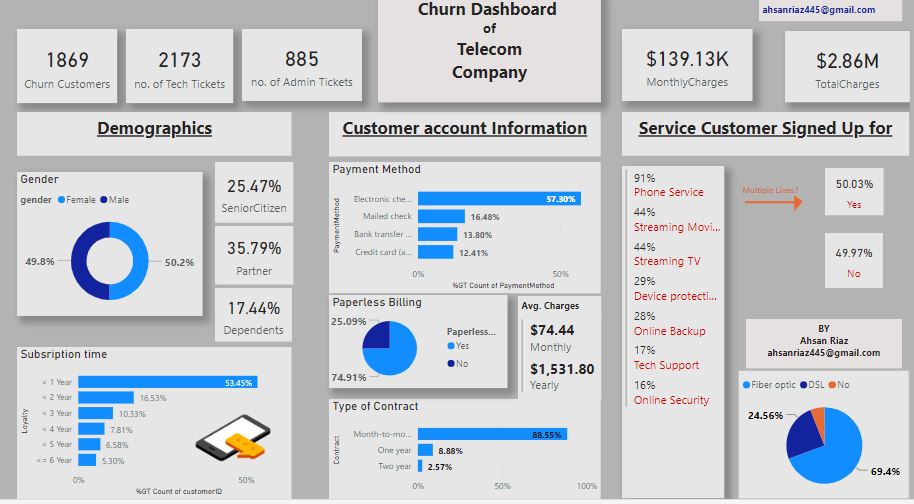 Churn Dashboard
of
Telecom
Company
ahsanriaz445@gmail.com
1869
Churn Customers
2173
no. of Tech Tickets
885
no. of Admin Tickets
$139.13K
MonthlyCharges
$2.86M
TotalCharges
Demographics
Gender
gender Female Male
49.8%
50.2%
25.47%
SeniorCitizen
35.79%
Partner
17.44%
Dependents
Subsription time
Loyalty
< 1 Year 53.45%
< 2 Year 16.53%
< 3 Year 10.33%
< 4 Year 7.81%
< 5 Year 6.58%
<= 6 Year 5.30%
0% 50%
%GT Count of customerID
Customer account Information
Payment Method
PaymentMethod
Electronic che... 57.30%
Mailed check 16.48%
Bank transfer ... 13.80%
Credit card (a... 12.41%
0% 50%
%GT Count of PaymentMethod
Paperless Billing
25.09%
74.91%
Paperless...
Yes
No
Avg. Charges
$74.44
Monthly
$1,531.80
Yearly
Type of Contract
Contract
Month-to-mo... 88.55%
One year 8.88%
Two year 2.57%
0% 50% 100%
Service Customer Signed Up for
91%
Phone Service
44%
Streaming Movi...
44%
Streaming TV
29%
Device protecti...
28%
Online Backup
17%
Tech Support
16%
Online Security
Multiple Lines?
50.03%
Yes
49.97%
No
BY
Ahsan Riaz
ahsanriaz445@gmail.com
Fiber optic DSL No
24.56%
69.4%